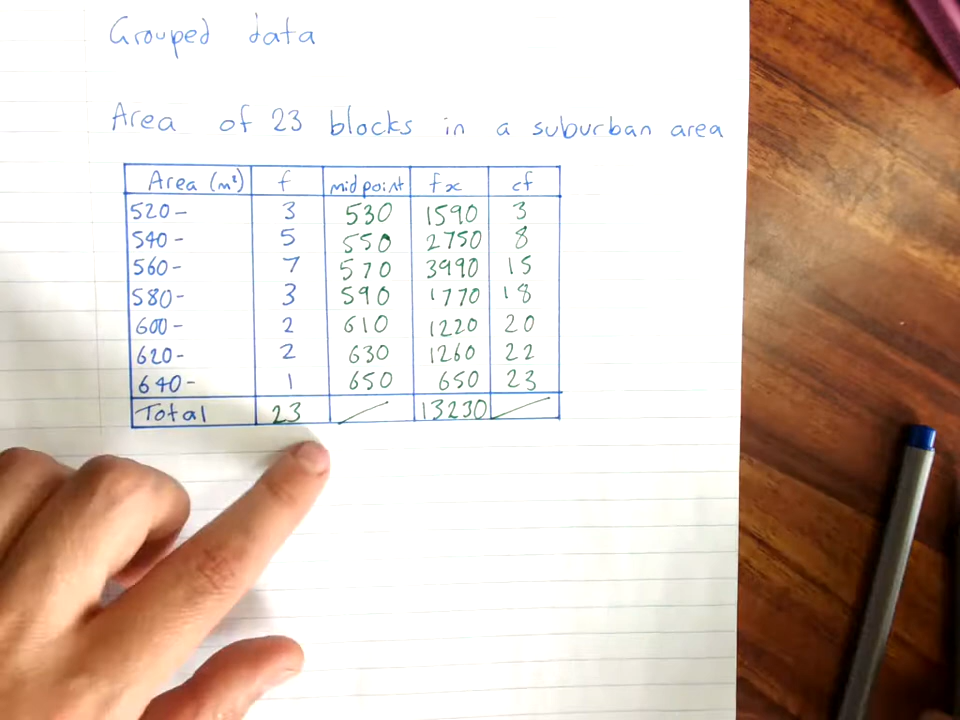 Grouped data
Area of 23 blocks in a suburban area
Area (m²) f midpoint fx cf
520- 3 530 1590 3
540- 5 550 2750 8
560- 7 570 3990 15
580- 3 590 1770 18
600- 2 610 1220 20
620- 2 630 1260 22
640- 1 650 650 23
Total 23 13230